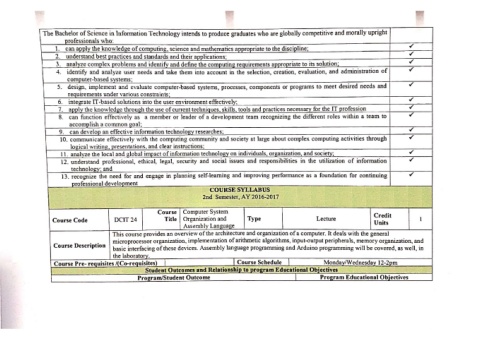 The Bachelor of Science in Information Technology intends to produce graduates who are globally competitive and morally upright
professionals who:
1. can apply the knowledge of computing, science and mathematics appropriate to the discipline; ✓
2. understand best practices and standards and their applications; ✓
3. analyze complex problems and identify and define the computing requirements appropriate to its solution; ✓
4. identify and analyze user needs and take them into account in the selection, creation, evaluation, and administration of ✓
computer-based systems;
5. design, implement and evaluate computer-based systems, processes, components or programs to meet desired needs and ✓
requirements under various constrains;
6. integrate IT-based solutions into the user environment effectively; ✓
7. apply the knowledge through the use of current techniques, skills, tools and practices necessary for the IT profession ✓
8. can function effectively as a member or leader of a development team recognizing the different roles within a team to ✓
accomplish a common goal;
9. can develop an effective information technology researches; ✓
10. communicate effectively with the computing community and society at large about complex computing activities through ✓
logical writing, presentations, and clear instructions;
11. analyze the local and global impact of information technology on individuals, organization, and society; ✓
12. understand professional, ethical, legal, security and social issues and responsibilities in the utilization of information ✓
technology; and
13. recognize the need for and engage in planning self-learning and improving performance as a foundation for continuing ✓
professional development
COURSE SYLLABUS
2nd Semester, AY 2016-2017
Course Code DCIT 24 Course Title Computer System Organization and Assembly Language Type Lecture Credit Units 1
Course Description This course provides an overview of the architecture and organization of a computer. It deals with the general
microprocessor organization, implementation of arithmetic algorithms, input-output peripherals, memory organization, and
basic interfacing of these devices. Assembly language programming and Arduino programming will be covered, as well, in
the laboratory.
Course Pre- requisites /(Co-requisites) Course Schedule Monday/Wednesday 12-2pm
Student Outcomes and Relationship to program Educational Objectives
Program/Student Outcome Program Educational Objectives